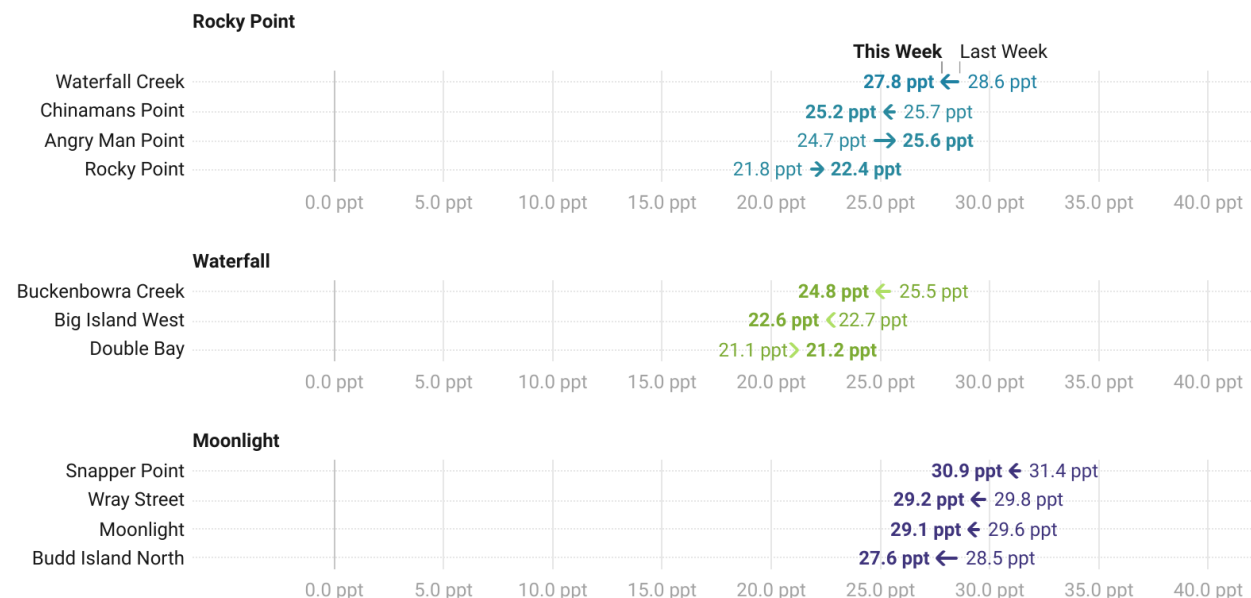 Rocky Point
This Week Last Week
Waterfall Creek 27.8 ppt 28.6 ppt
Chinamans Point 25.2 ppt 25.7 ppt
Angry Man Point 24.7 ppt 25.6 ppt
Rocky Point 21.8 ppt 22.4 ppt
0.0 ppt 5.0 ppt 10.0 ppt 15.0 ppt 20.0 ppt 25.0 ppt 30.0 ppt 35.0 ppt 40.0 ppt
Waterfall
Buckenbowra Creek 24.8 ppt 25.5 ppt
Big Island West 22.6 ppt 22.7 ppt
Double Bay 21.1 ppt 21.2 ppt
0.0 ppt 5.0 ppt 10.0 ppt 15.0 ppt 20.0 ppt 25.0 ppt 30.0 ppt 35.0 ppt 40.0 ppt
Moonlight
Snapper Point 30.9 ppt 31.4 ppt
Wray Street 29.2 ppt 29.8 ppt
Moonlight 29.1 ppt 29.6 ppt
Budd Island North 27.6 ppt 28.5 ppt
0.0 ppt 5.0 ppt 10.0 ppt 15.0 ppt 20.0 ppt 25.0 ppt 30.0 ppt 35.0 ppt 40.0 ppt